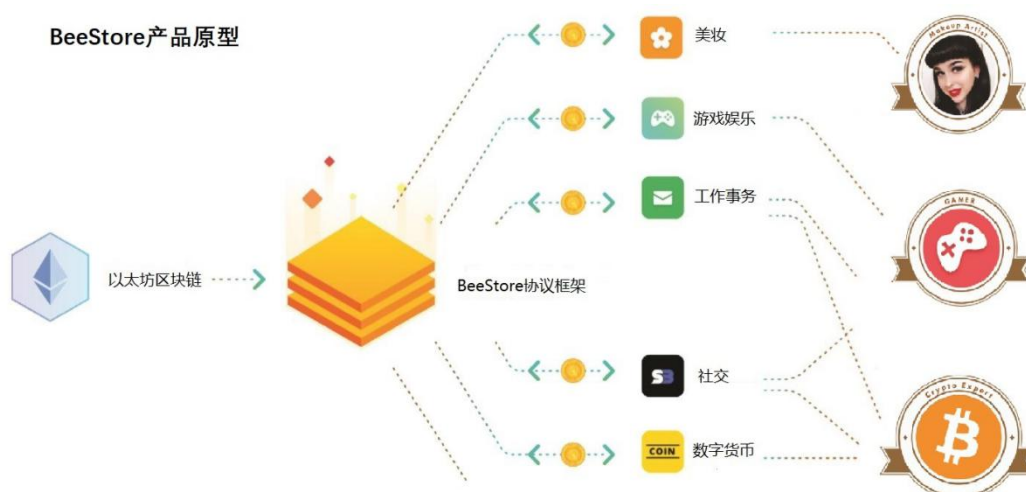 BeeStore产品原型
美妆
Makeup Artist
游戏娱乐
工作事务
GAMER
以太坊区块链
BeeStore协议框架
社交
SB
Crypto Expert
COIN
数字货币